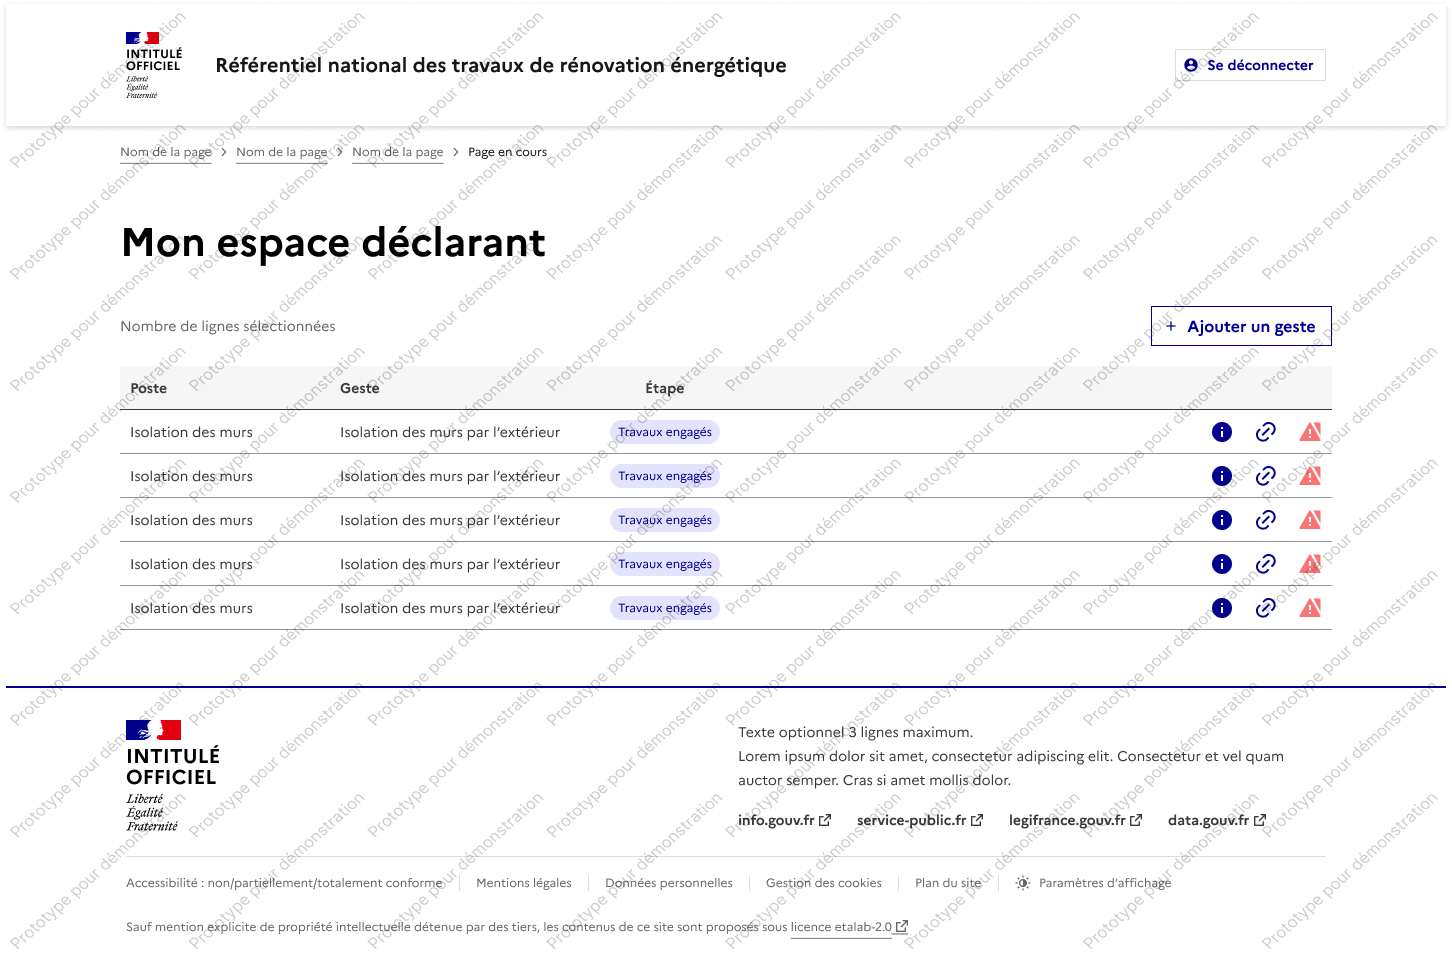 INTITULÉ
OFFICIEL
Liberté
Égalité
Fraternité
Référentiel national des travaux de rénovation énergétique
Se déconnecter
Nom de la page > Nom de la page > Nom de la page > Page en cours
Mon espace déclarant
Nombre de lignes sélectionnées
+ Ajouter un geste
Poste Geste Étape
Isolation des murs Isolation des murs par l'extérieur Travaux engagés
Isolation des murs Isolation des murs par l'extérieur Travaux engagés
Isolation des murs Isolation des murs par l'extérieur Travaux engagés
Isolation des murs Isolation des murs par l'extérieur Travaux engagés
Isolation des murs Isolation des murs par l'extérieur Travaux engagés
INTITULÉ
OFFICIEL
Liberté
Égalité
Fraternité
Texte optionnel 3 lignes maximum.
Lorem ipsum dolor sit amet, consectetur adipiscing elit. Consectetur et vel quam
auctor semper. Cras si amet mollis dolor.
info.gouv.fr service-public.fr legifrance.gouv.fr data.gouv.fr
Accessibilité : non/partiellement/totalement conforme Mentions légales Données personnelles Gestion des cookies Plan du site Paramètres d'affichage
Sauf mention explicite de propriété intellectuelle détenue par des tiers, les contenus de ce site sont proposés sous licence etalab-2.0
Prototype pour démonstration